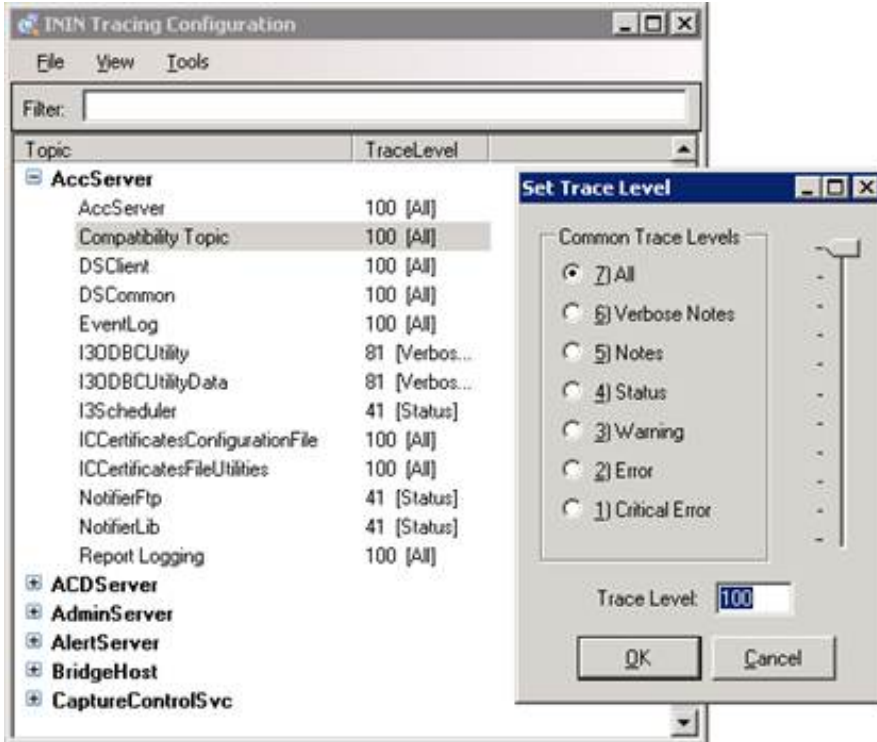 ININ Tracing Configuration
File View Tools
Filter:
Topic TraceLevel
AccServer
AccServer 100 [All]
Compatibility Topic 100 [All]
DSClient 100 [All]
DSCommon 100 [All]
EventLog 100 [All]
I3ODBCUtility 81 [Verbos...
I3ODBCUtilityData 81 [Verbos...
I3Scheduler 41 [Status]
ICCertificatesConfigurationFile 100 [All]
ICCertificatesFileUtilities 100 [All]
NotifierFtp 41 [Status]
NotifierLib 41 [Status]
Report Logging 100 [All]
ACDServer
AdminServer
AlertServer
BridgeHost
CaptureControlSvc
Set Trace Level
Common Trace Levels
7) All
6) Verbose Notes
5) Notes
4) Status
3) Warning
2) Error
1) Critical Error
Trace Level: 100
OK Cancel